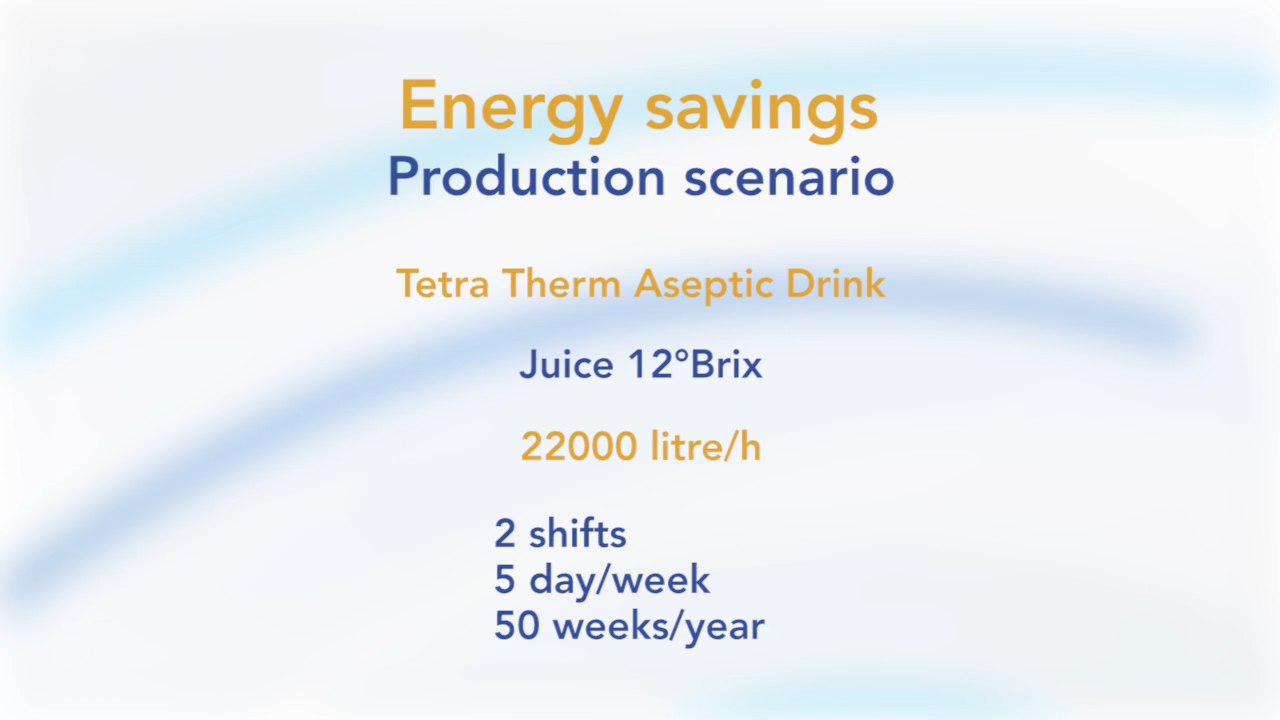 Energy savings
Production scenario
Tetra Therm Aseptic Drink
Juice 12°Brix
22000 litre/h
2 shifts
5 day/week
50 weeks/year